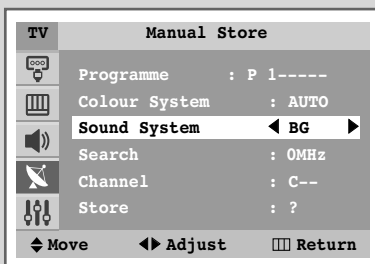 TV Manual Store
Programme : P 1-----
Colour System : AUTO
Sound System BG
Search : 0MHz
Channel : C--
Store : ?
Move Adjust Return